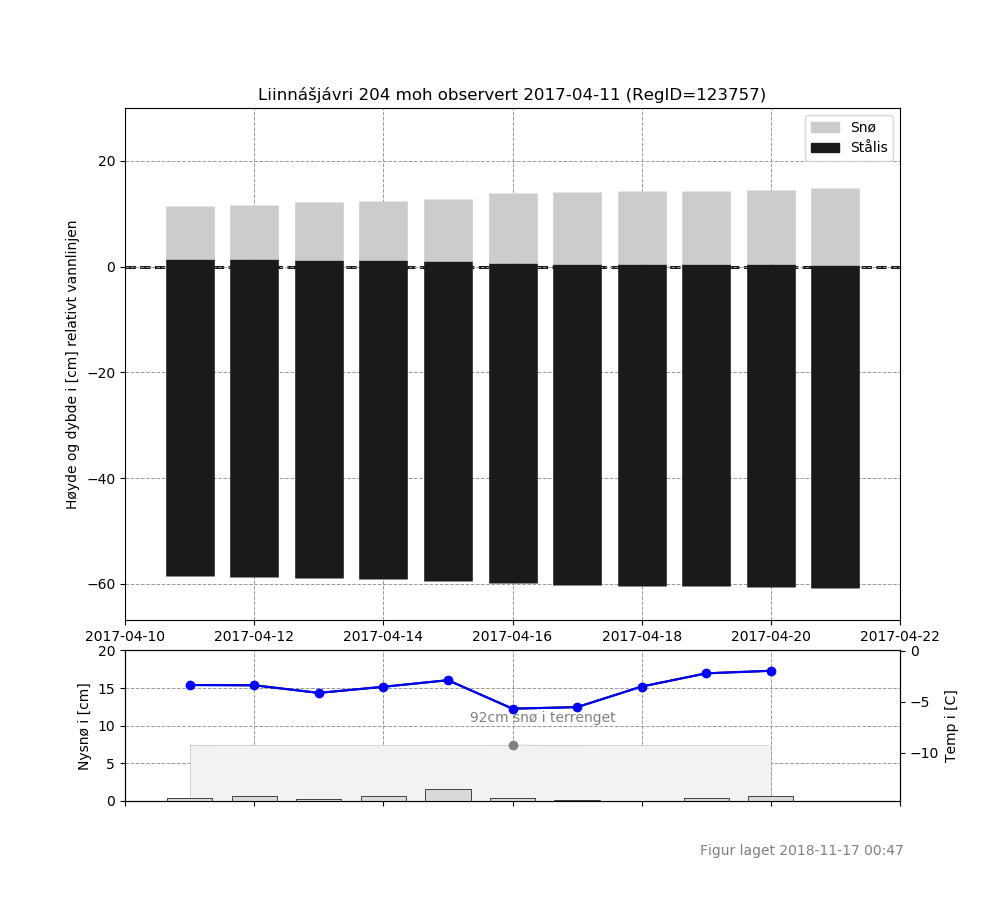 Liinnášjávri 204 moh observert 2017-04-11 (RegID=123757)
Snø
Stålis
Høyde og dybde i [cm] relativt vannlinjen
20
0
−20
−40
−60
2017-04-10 2017-04-12 2017-04-14 2017-04-16 2017-04-18 2017-04-20 2017-04-22
Nysnø i [cm]
20
15
10
5
0
92cm snø i terrenget
0
−5
−10
Temp i [C]
Figur laget 2018-11-17 00:47